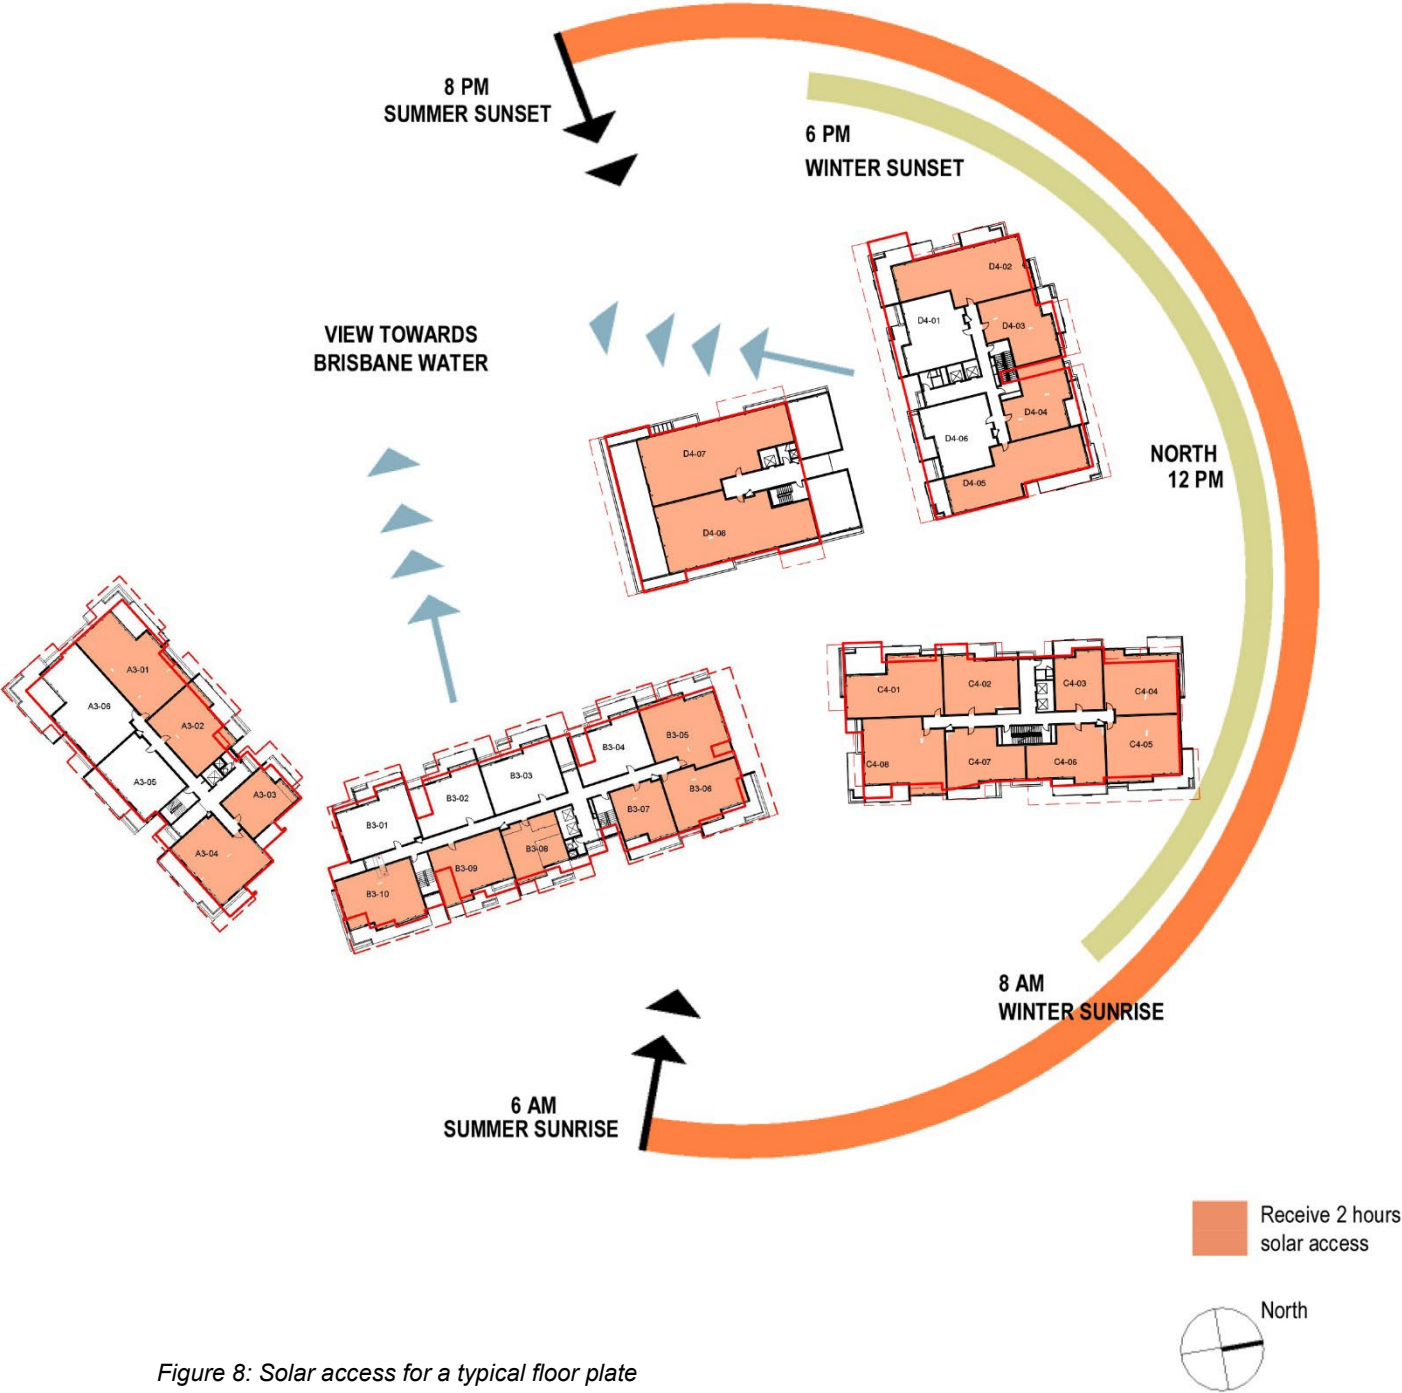 8 PM
SUMMER SUNSET
6 PM
WINTER SUNSET
VIEW TOWARDS
BRISBANE WATER
D4-02
D4-01
D4-03
D4-04
D4-06
D4-05
NORTH
12 PM
D4-07
D4-08
A3-01
A3-06
A3-02
A3-05
A3-03
A3-04
B3-05
B3-04
B3-03
B3-02
B3-01
B3-06
B3-07
B3-08
B3-09
B3-10
C4-01
C4-02
C4-03
C4-04
C4-05
C4-06
C4-07
C4-08
8 AM
WINTER SUNRISE
6 AM
SUMMER SUNRISE
Receive 2 hours
solar access
North
Figure 8: Solar access for a typical floor plate